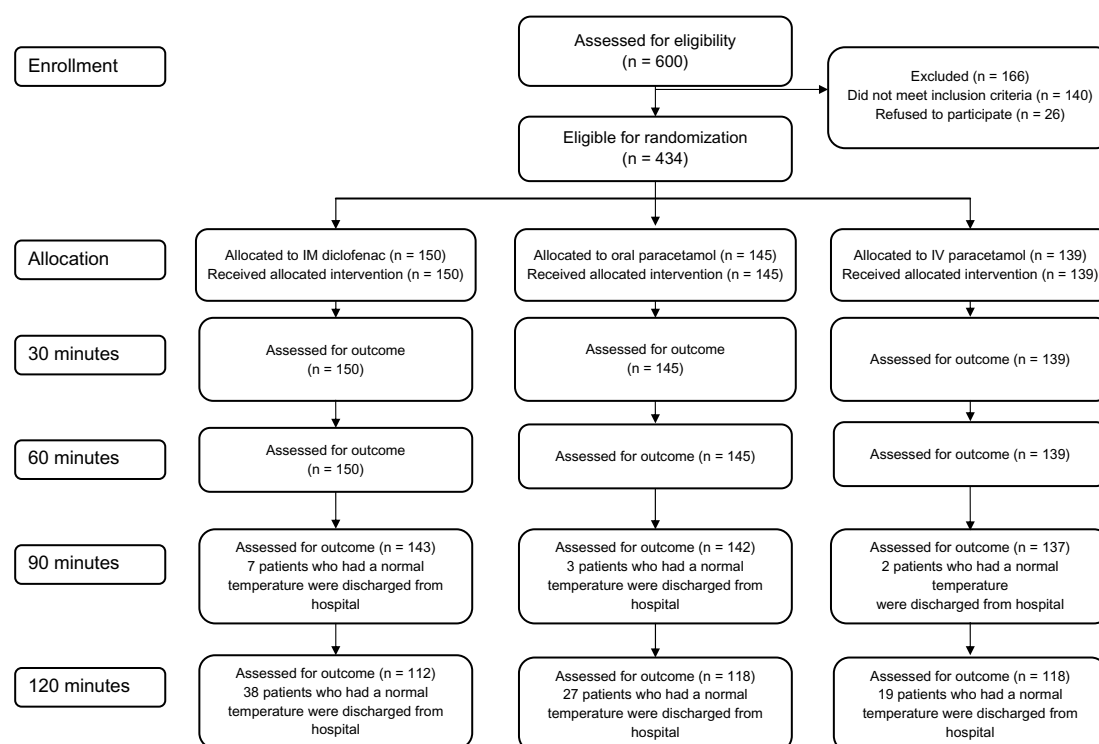 Enrollment
Assessed for eligibility
(n = 600)
Excluded (n = 166)
Did not meet inclusion criteria (n = 140)
Refused to participate (n = 26)
Eligible for randomization
(n = 434)
Allocation
Allocated to IM diclofenac (n = 150)
Received allocated intervention (n = 150)
Allocated to oral paracetamol (n = 145)
Received allocated intervention (n = 145)
Allocated to IV paracetamol (n = 139)
Received allocated intervention (n = 139)
30 minutes
Assessed for outcome
(n = 150)
Assessed for outcome
(n = 145)
Assessed for outcome (n = 139)
60 minutes
Assessed for outcome
(n = 150)
Assessed for outcome (n = 145)
Assessed for outcome (n = 139)
90 minutes
Assessed for outcome (n = 143)
7 patients who had a normal
temperature were discharged from
hospital
Assessed for outcome (n = 142)
3 patients who had a normal
temperature were discharged from
hospital
Assessed for outcome (n = 137)
2 patients who had a normal
temperature
were discharged from hospital
120 minutes
Assessed for outcome (n = 112)
38 patients who had a normal
temperature were discharged from
hospital
Assessed for outcome (n = 118)
27 patients who had a normal
temperature were discharged from
hospital
Assessed for outcome (n = 118)
19 patients who had a normal
temperature were discharged from
hospital